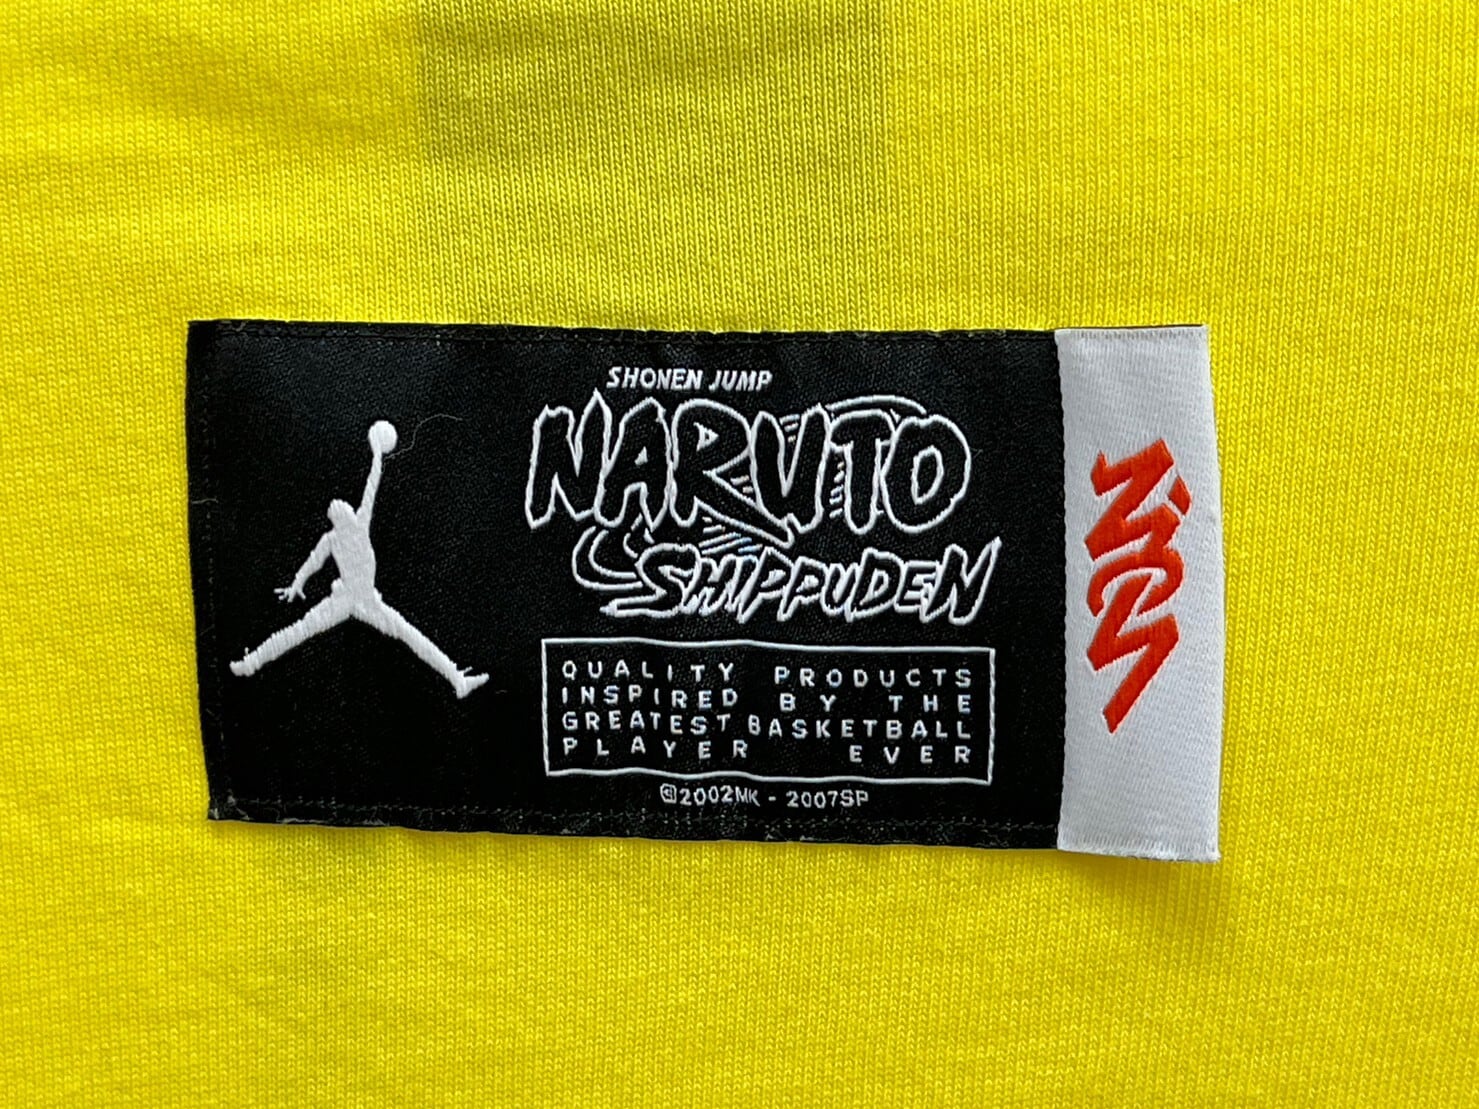 SHONEN JUMP
NARUTO
SHIPPUDEN
QUALITY PRODUCTS
INSPIRED BY THE
GREATEST BASKETBALL
PLAYER EVER
©2002MK - 2007SP